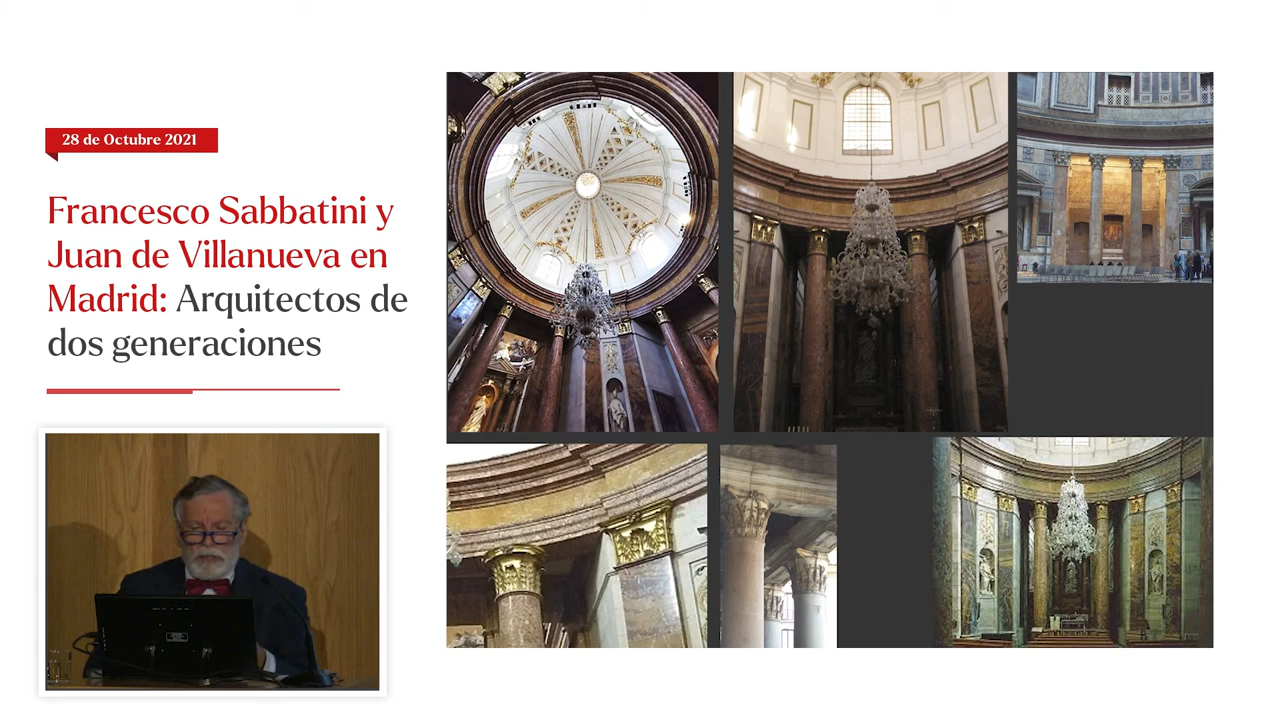 28 de Octubre 2021
Francesco Sabbatini y
Juan de Villanueva en
Madrid: Arquitectos de
dos generaciones